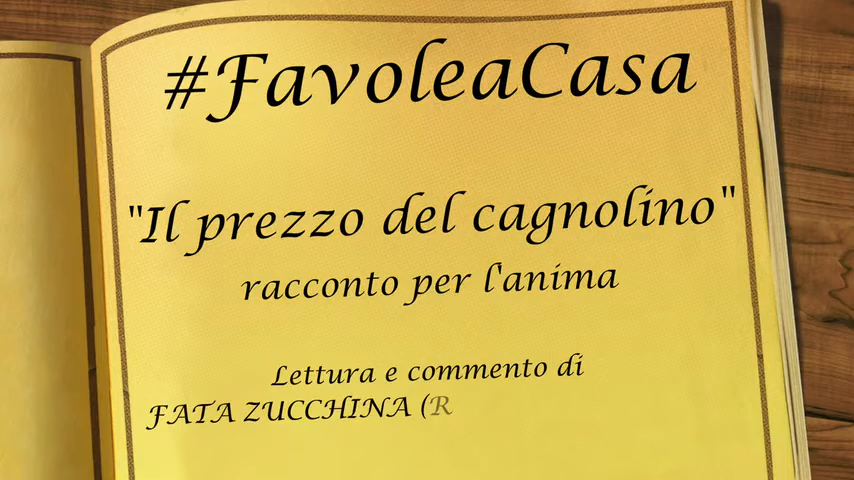 #FavoleaCasa
"Il prezzo del cagnolino"
racconto per l'anima
Lettura e commento di
FATA ZUCCHINA (R